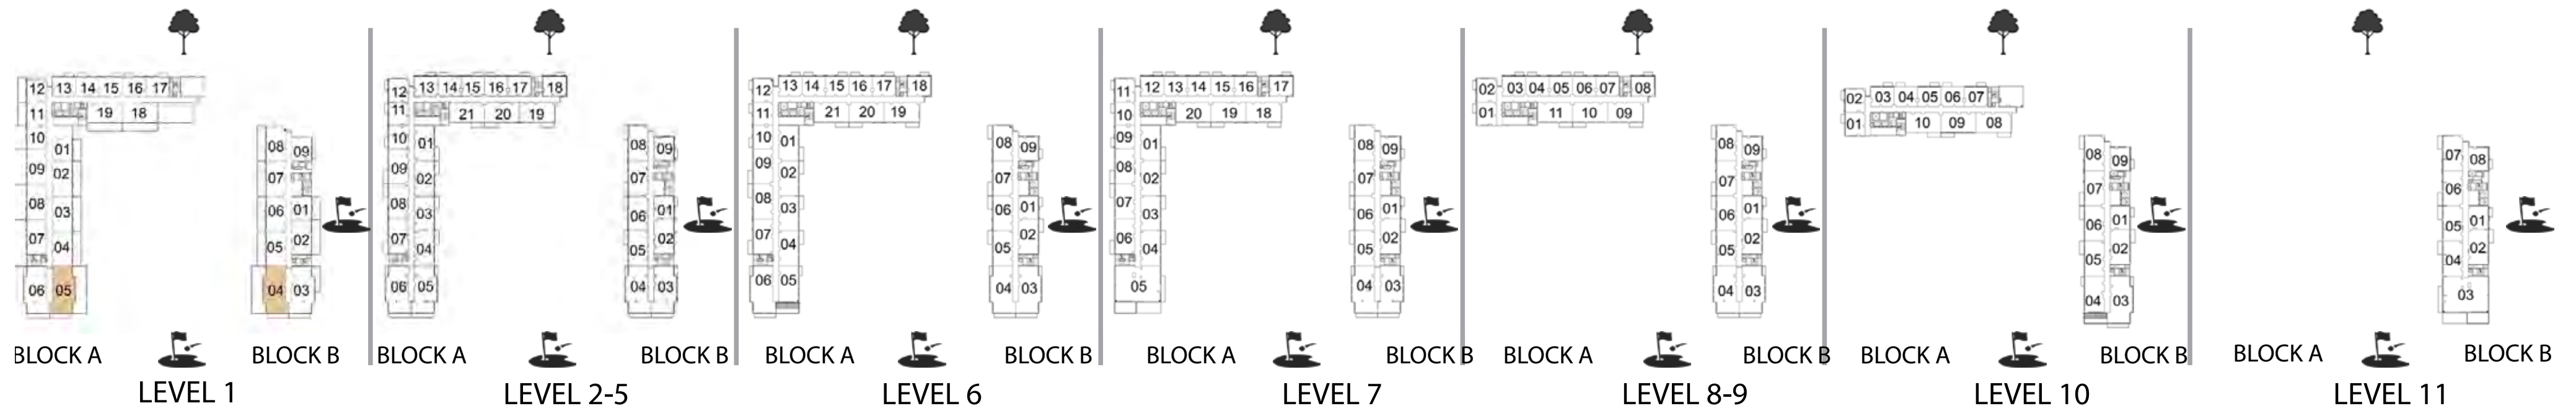 12 13 14 15 16 17
11 19 18
10 01
09 02
08 03
07 04
06 05
08 09
07
06 01
05 02
04 03
BLOCK A BLOCK B
LEVEL 1
12 13 14 15 16 17 18
11 21 20 19
10 01
09 02
08 03
07 04
06 05
08 09
07
06 01
05 02
04 03
BLOCK A BLOCK B
LEVEL 2-5
12 13 14 15 16 17 18
11 21 20 19
10 01
09 02
08 03
07 04
06 05
08 09
07
06 01
05 02
04 03
BLOCK A BLOCK B
LEVEL 6
11 12 13 14 15 16 17
10 20 19 18
09 01
08 02
07 03
06 04
05
08 09
07
06 01
05 02
04 03
BLOCK A BLOCK B
LEVEL 7
02 03 04 05 06 07 08
01 11 10 09
08 09
07
06 01
05 02
04 03
BLOCK A BLOCK B
LEVEL 8-9
02 03 04 05 06 07
01 10 09 08
08 09
07
06 01
05 02
04 03
BLOCK A BLOCK B
LEVEL 10
07 08
06
05 01
04 02
03
BLOCK A BLOCK B
LEVEL 11